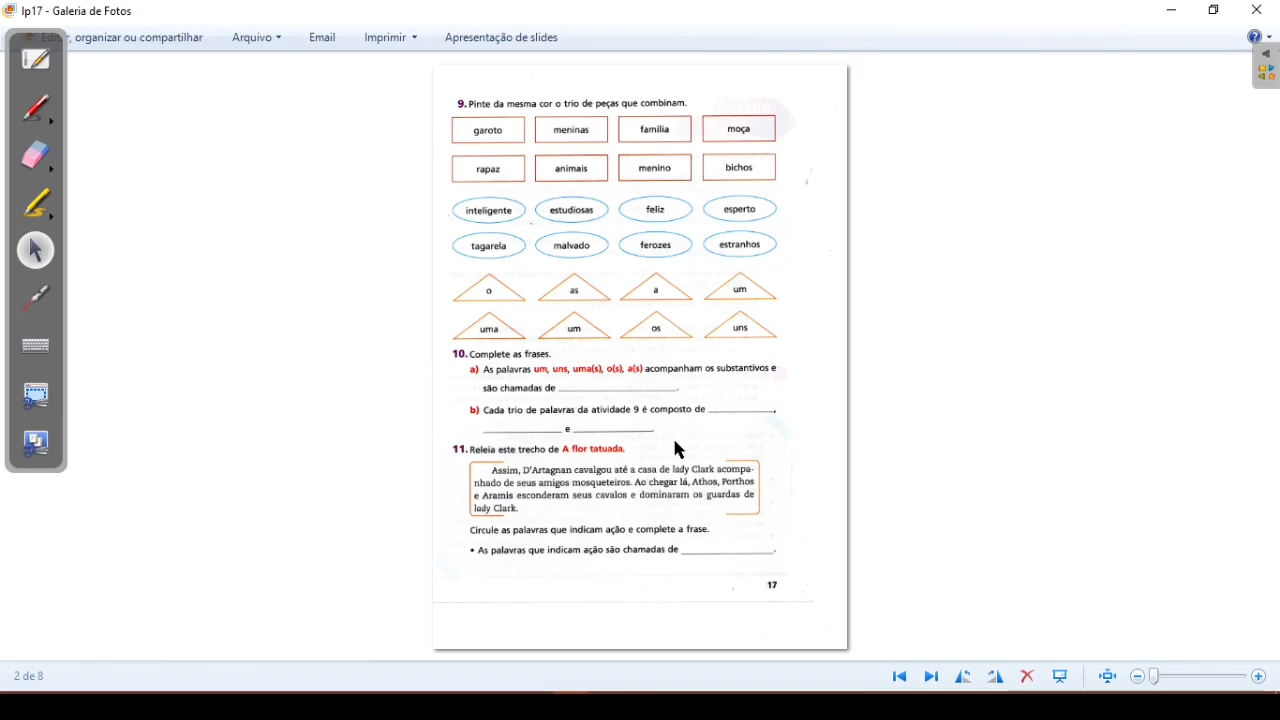 lp17 - Galeria de Fotos
Editar, organizar ou compartilhar Arquivo Email Imprimir Apresentação de slides
9. Pinte da mesma cor o trio de peças que combinam.
garoto meninas família moça
rapaz animais menino bichos
inteligente estudiosas feliz esperto
tagarela malvado ferozes estranhos
o as a um
uma um os uns
10. Complete as frases.
a) As palavras um, uns, uma(s), o(s), a(s) acompanham os substantivos e
são chamadas de ______________________.
b) Cada trio de palavras da atividade 9 é composto de ____________,
______________ e ______________.
11. Releia este trecho de A flor tatuada.
Assim, D'Artagnan cavalgou até a casa de lady Clark acompa-
nhado de seus amigos mosqueteiros. Ao chegar lá, Athos, Porthos
e Aramis esconderam seus cavalos e dominaram os guardas de
lady Clark.
Circule as palavras que indicam ação e complete a frase.
• As palavras que indicam ação são chamadas de _________________.
17
2 de 8